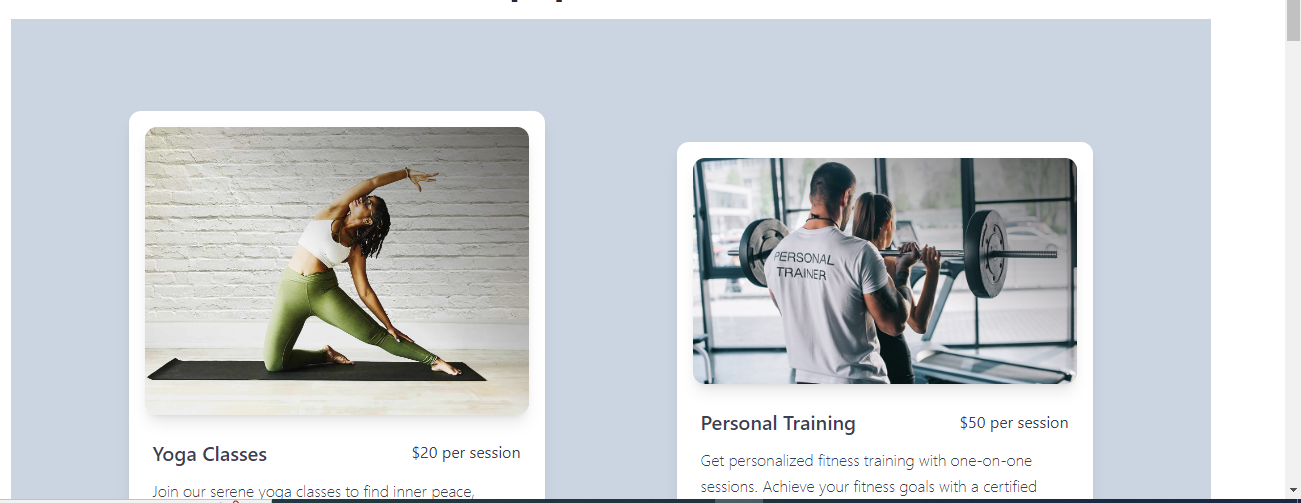 PERSONAL
TRAINER
Yoga Classes
$20 per session
Join our serene yoga classes to find inner peace,
Personal Training
$50 per session
Get personalized fitness training with one-on-one
sessions. Achieve your fitness goals with a certified